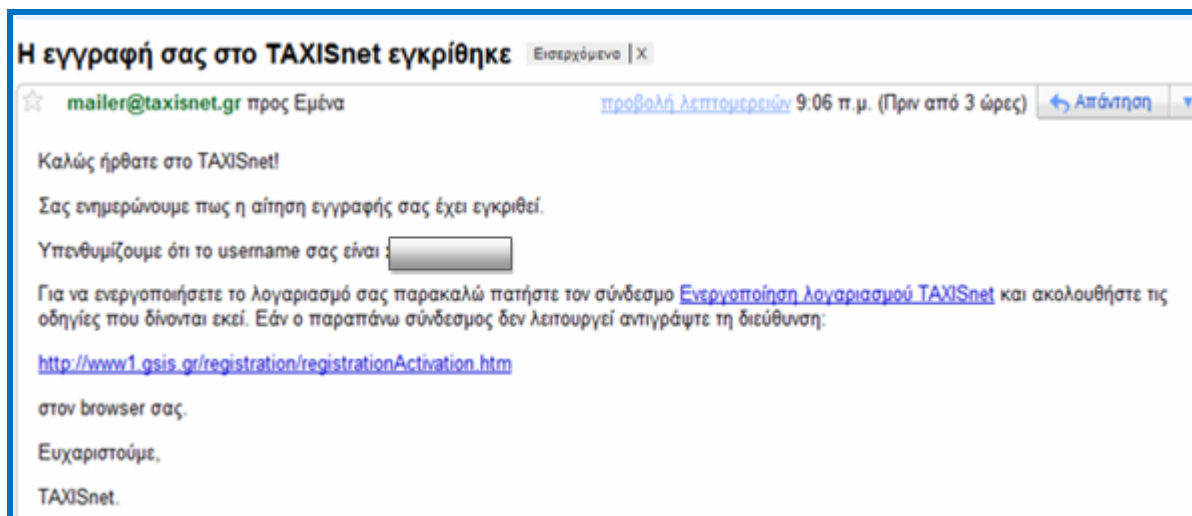 Η εγγραφή σας στο TAXISnet εγκρίθηκε Εισερχόμενα | X
mailer@taxisnet.gr προς Εμένα προβολή λεπτομερειών 9:06 π.μ. (Πριν από 3 ώρες) Απάντηση
Καλώς ήρθατε στο TAXISnet!
Σας ενημερώνουμε πως η αίτηση εγγραφής σας έχει εγκριθεί.
Υπενθυμίζουμε ότι το username σας είναι :
Για να ενεργοποιήσετε το λογαριασμό σας παρακαλώ πατήστε τον σύνδεσμο Ενεργοποίηση λογαριασμού TAXISnet και ακολουθήστε τις
οδηγίες που δίνονται εκεί. Εάν ο παραπάνω σύνδεσμος δεν λειτουργεί αντιγράψτε τη διεύθυνση:
http://www1.gsis.gr/registration/registrationActivation.htm
στον browser σας.
Ευχαριστούμε,
TAXISnet.